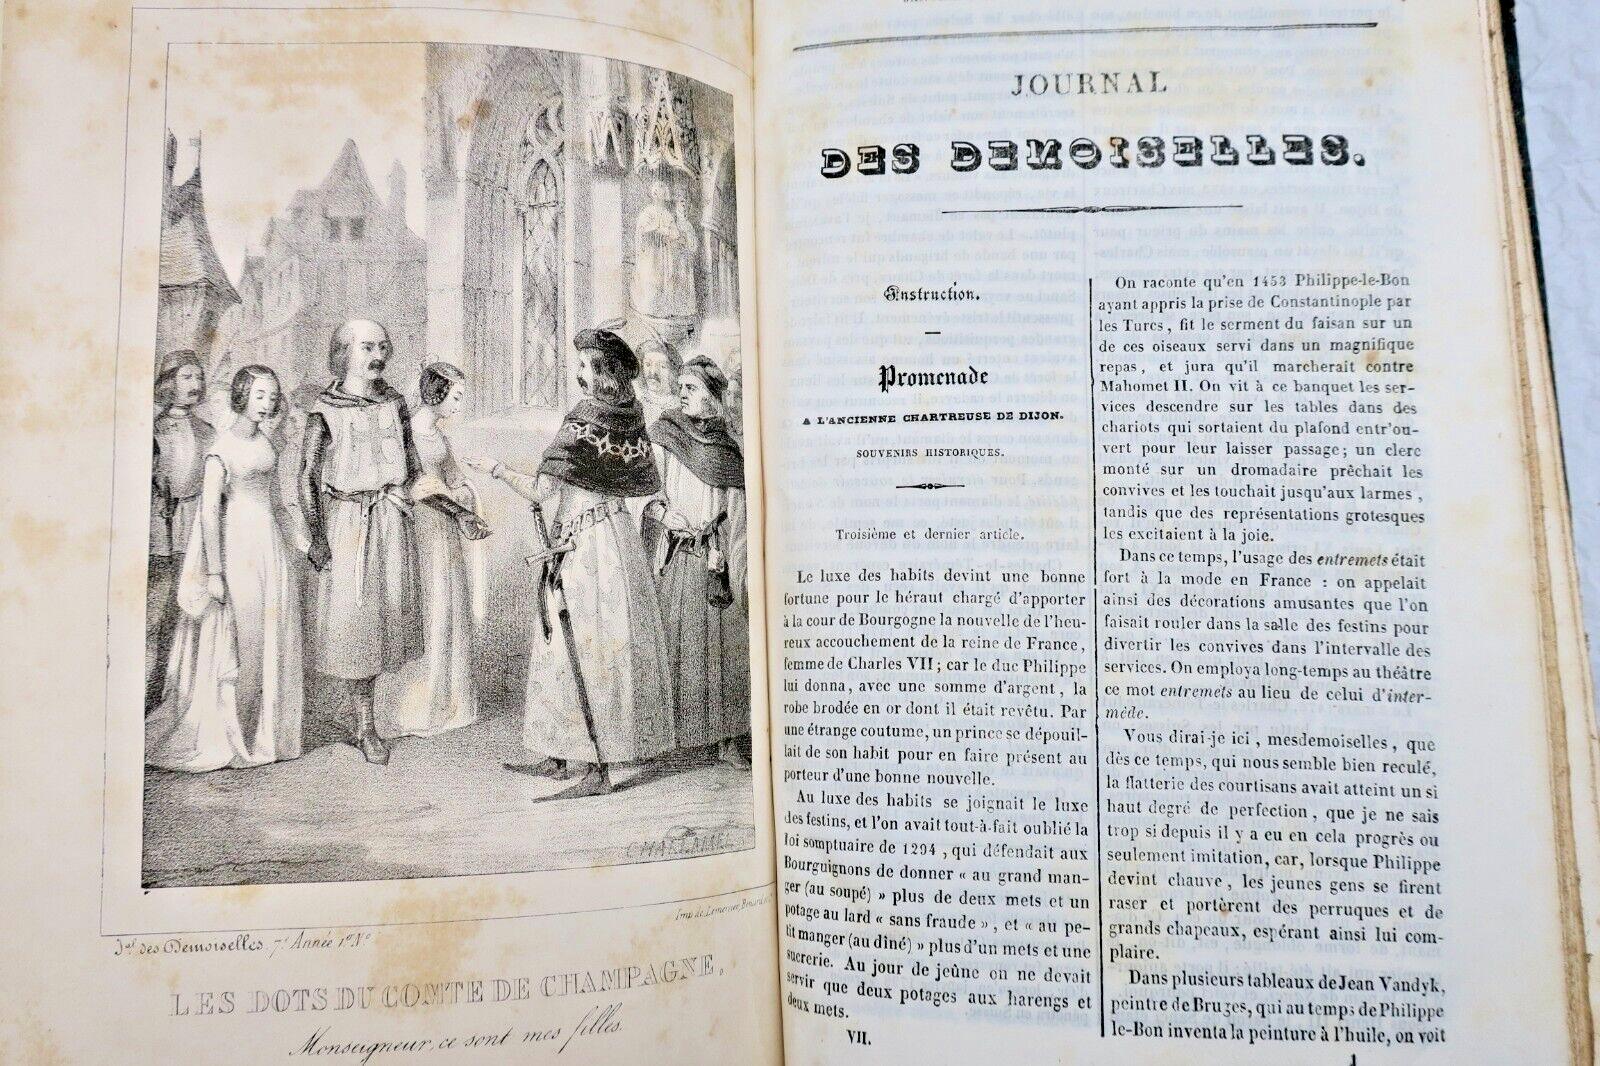 CHALLAMEL
Imp. de Lemercier, Benard
Jal. des Demoiselles. 7e Année 1er No
LES DOTS DU COMTE DE CHAMPAGNE.
Monseigneur, ce sont mes filles.
JOURNAL
DES DEMOISELLES.
Instruction.
Promenade
A L'ANCIENNE CHARTREUSE DE DIJON.
SOUVENIRS HISTORIQUES.
Troisième et dernier article.
Le luxe des habits devint une bonne
fortune pour le héraut chargé d'apporter
à la cour de Bourgogne la nouvelle de l'heu-
reux accouchement de la reine de France,
femme de Charles VII; car le duc Philippe
lui donna, avec une somme d'argent, la
robe brodée en or dont il était revêtu. Par
une étrange coutume, un prince se dépouil-
lait de son habit pour en faire présent au
porteur d'une bonne nouvelle.
Au luxe des habits se joignait le luxe
des festins, et l'on avait tout-à-fait oublié la
loi somptuaire de 1294, qui défendait aux
Bourguignons de donner « au grand man-
ger (au soupé) » plus de deux mets et un
potage au lard « sans fraude », et « au pe-
tit manger (au dîné) » plus d'un mets et une
sucrerie. Au jour de jeûne on ne devait
servir que deux potages aux harengs et
deux mets.
VII.
On raconte qu'en 1453 Philippe-le-Bon
ayant appris la prise de Constantinople par
les Turcs, fit le serment du faisan sur un
de ces oiseaux servi dans un magnifique
repas, et jura qu'il marcherait contre
Mahomet II. On vit à ce banquet les ser-
vices descendre sur les tables dans des
chariots qui sortaient du plafond entr'ou-
vert pour leur laisser passage; un clerc
monté sur un dromadaire prêchait les
convives et les touchait jusqu'aux larmes,
tandis que des représentations grotesques
les excitaient à la joie.
Dans ce temps, l'usage des entremets était
fort à la mode en France : on appelait
ainsi des décorations amusantes que l'on
faisait rouler dans la salle des festins pour
divertir les convives dans l'intervalle des
services. On employa long-temps au théâtre
ce mot entremets au lieu de celui d'inter-
mède.
Vous dirai-je ici, mesdemoiselles, que
dès ce temps, qui nous semble bien reculé,
la flatterie des courtisans avait atteint un si
haut degré de perfection, que je ne sais
trop si depuis il y a eu en cela progrès ou
seulement imitation, car, lorsque Philippe
devint chauve, les jeunes gens se firent
raser et portèrent des perruques et de
grands chapeaux, espérant ainsi lui com-
plaire.
Dans plusieurs tableaux de Jean Vandyk,
peintre de Bruges, qui au temps de Philippe
le-Bon inventa la peinture à l'huile, on voit
1